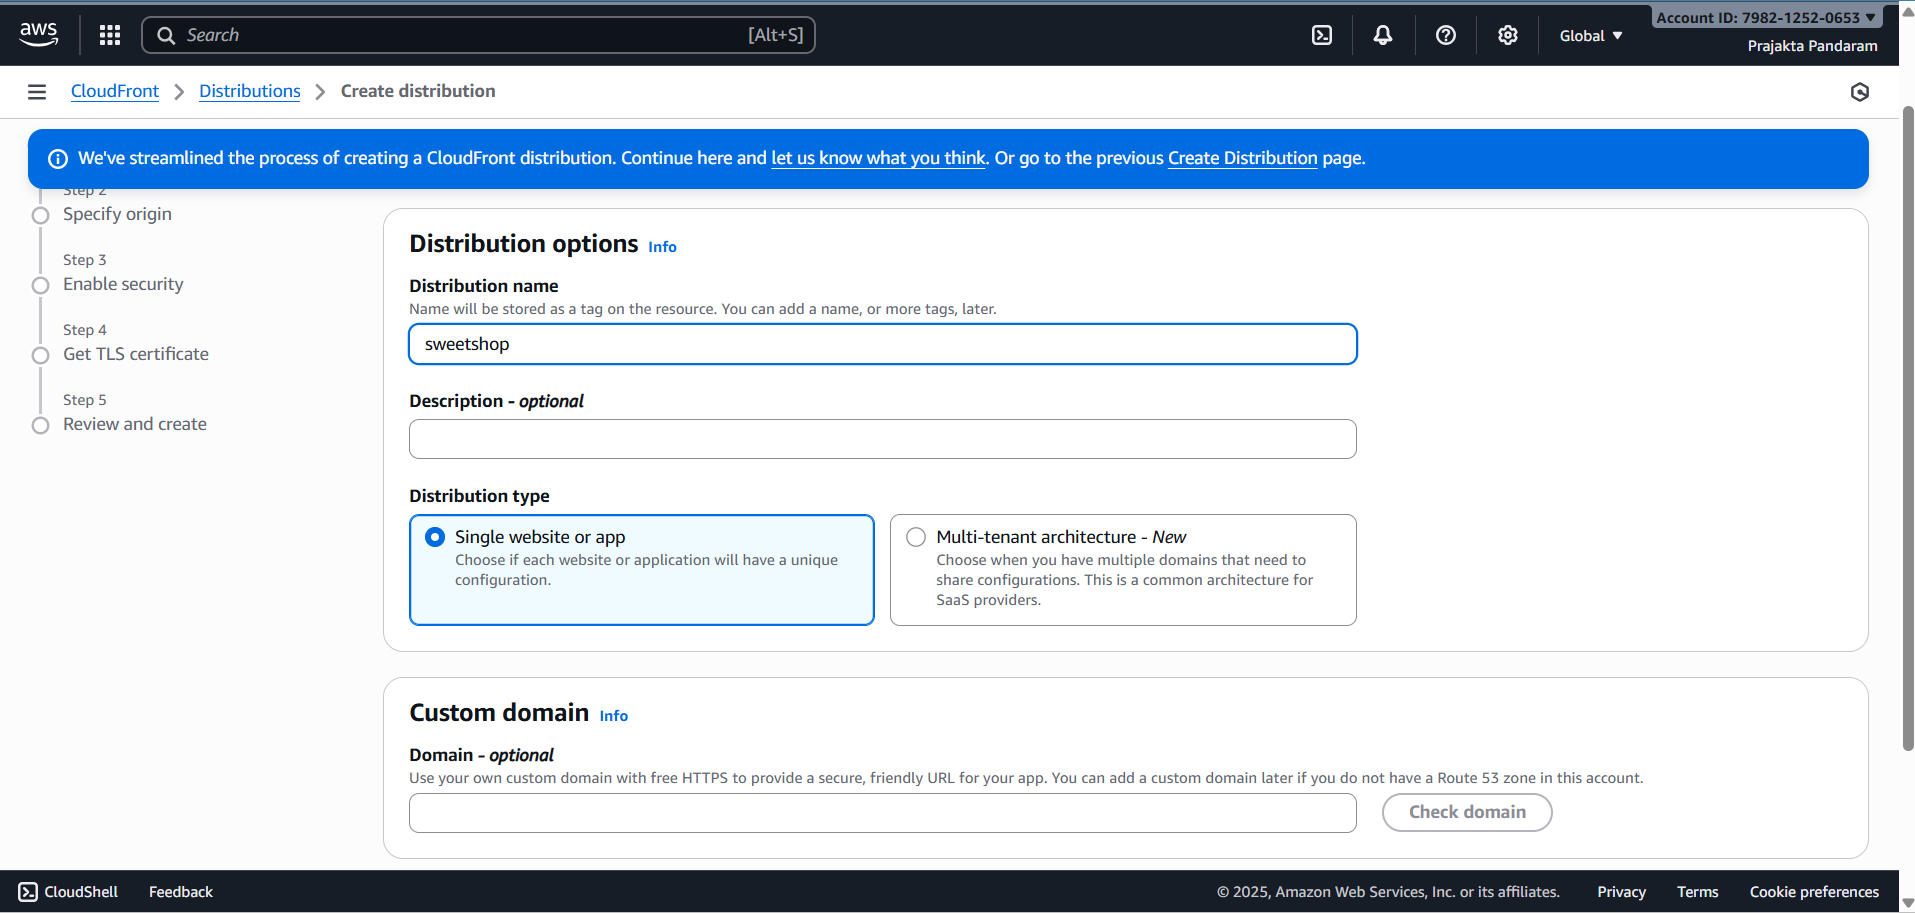 aws
Search [Alt+S]
Global
Account ID: 7982-1252-0653
Prajakta Pandaram
CloudFront
Distributions
Create distribution
We've streamlined the process of creating a CloudFront distribution. Continue here and let us know what you think. Or go to the previous Create Distribution page.
Step 2
Specify origin
Step 3
Enable security
Step 4
Get TLS certificate
Step 5
Review and create
Distribution options Info
Distribution name
Name will be stored as a tag on the resource. You can add a name, or more tags, later.
sweetshop
Description - optional
Distribution type
Single website or app
Choose if each website or application will have a unique
configuration.
Multi-tenant architecture - New
Choose when you have multiple domains that need to
share configurations. This is a common architecture for
SaaS providers.
Custom domain Info
Domain - optional
Use your own custom domain with free HTTPS to provide a secure, friendly URL for your app. You can add a custom domain later if you do not have a Route 53 zone in this account.
Check domain
CloudShell
Feedback
© 2025, Amazon Web Services, Inc. or its affiliates.
Privacy
Terms
Cookie preferences